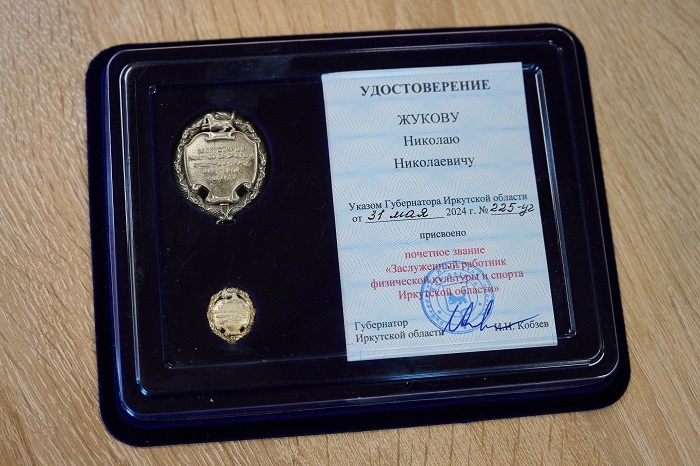 УДОСТОВЕРЕНИЕ
ЖУКОВУ
Николаю
Николаевичу
Указом Губернатора Иркутской области
от 31 мая 2024 г. № 225-уг
присвоено
почетное звание
«Заслуженный работник
физической культуры и спорта
Иркутской области»
Губернатор
Иркутской области И.И. Кобзев